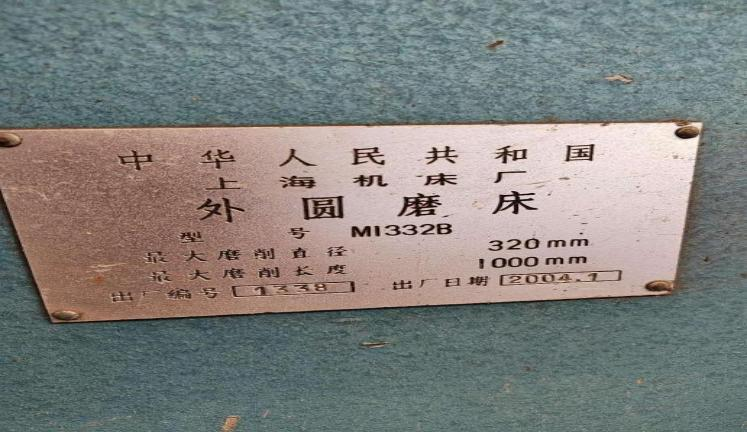 中华人民共和国
上海机床厂
外圆磨床
型号 M1332B
最大磨削直径 320mm
最大磨削长度 1000mm
出厂编号 1338 出厂日期 2004.1